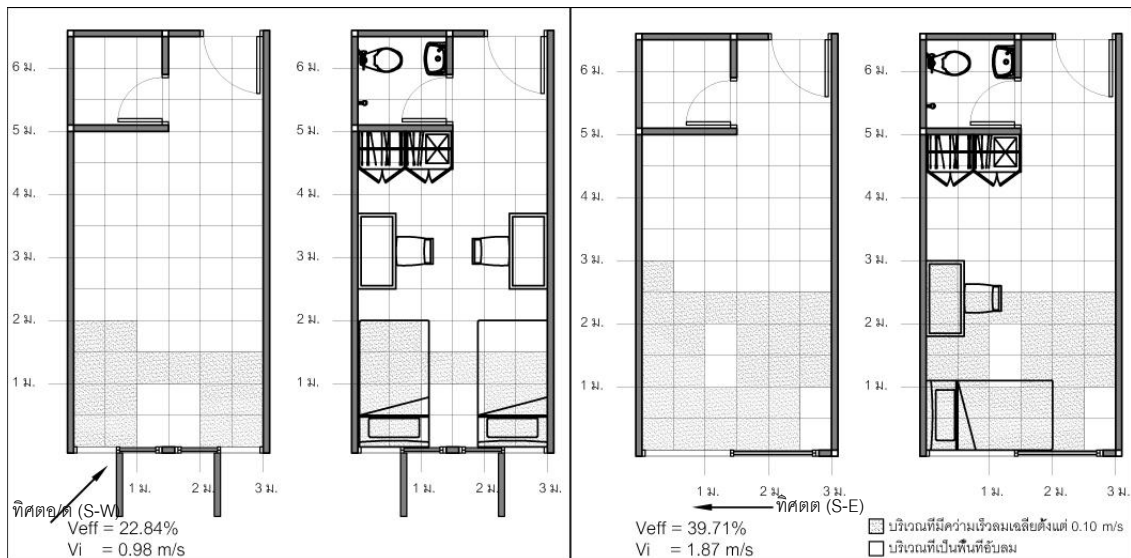 6 ม.
5 ม.
4 ม.
3 ม.
2 ม.
1 ม.
6 ม.
5 ม.
4 ม.
3 ม.
2 ม.
1 ม.
6 ม.
5 ม.
4 ม.
3 ม.
2 ม.
1 ม.
6 ม.
5 ม.
4 ม.
3 ม.
2 ม.
1 ม.
1 ม.
2 ม.
3 ม.
1 ม.
2 ม.
3 ม.
1 ม.
2 ม.
3 ม.
1 ม.
2 ม.
3 ม.
ทิศตอ/ต (S-W)
Veff = 22.84%
Vi = 0.98 m/s
ทิศตต (S-E)
Veff = 39.71%
Vi = 1.87 m/s
บริเวณที่มีความเร็วลมเฉลี่ยตั้งแต่ 0.10 m/s
บริเวณที่เป็นพื้นที่อับลม